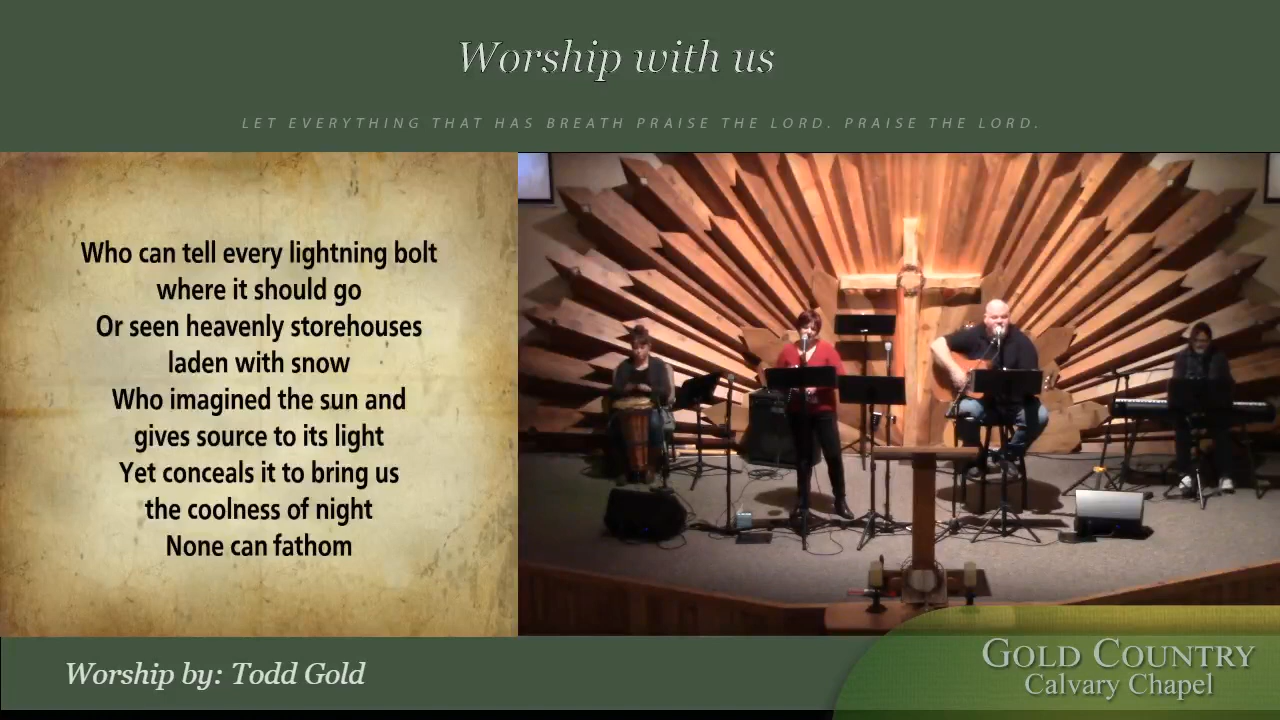 Worship with us
LET EVERYTHING THAT HAS BREATH PRAISE THE LORD. PRAISE THE LORD.
Who can tell every lightning bolt
where it should go
Or seen heavenly storehouses
laden with snow
Who imagined the sun and
gives source to its light
Yet conceals it to bring us
the coolness of night
None can fathom
Worship by: Todd Gold
GOLD COUNTRY
Calvary Chapel